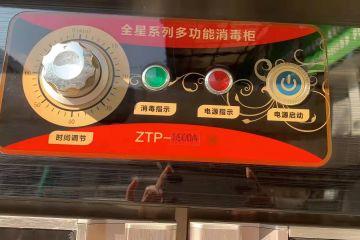 全星系列多功能消毒柜
消毒指示
电源指示
时间调节
电源启动
ZTP-